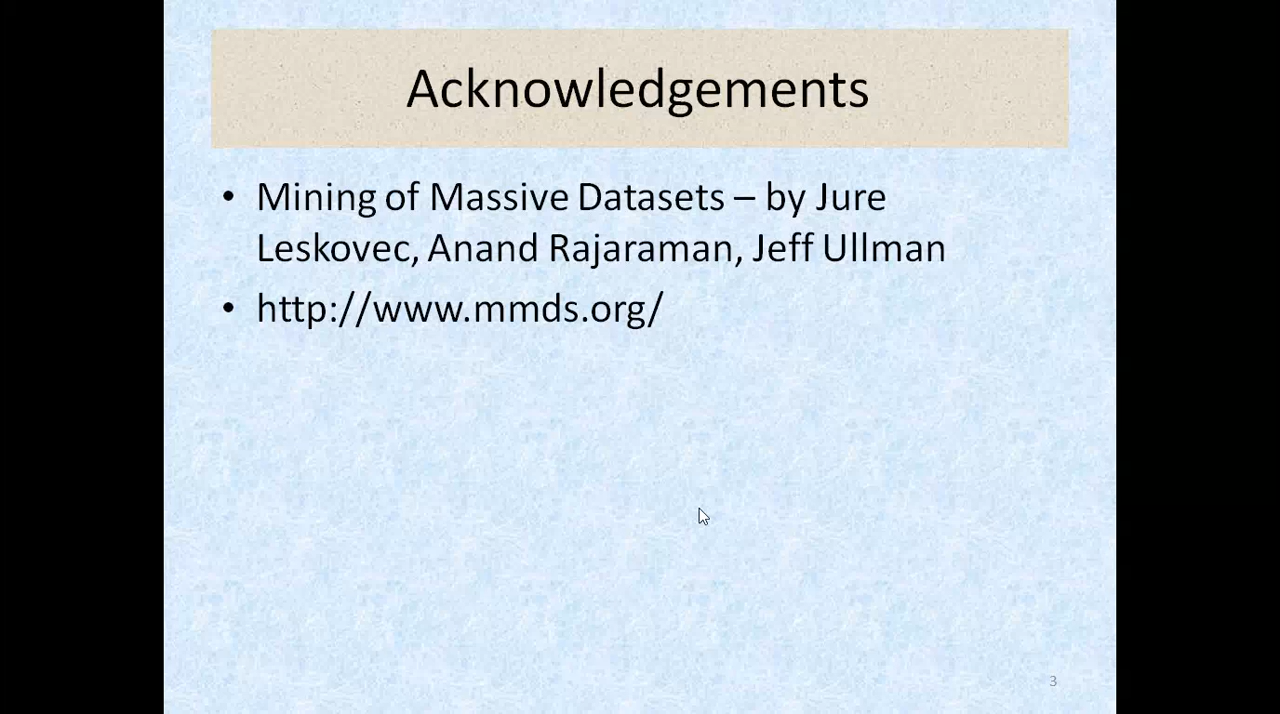 Acknowledgements
• Mining of Massive Datasets – by Jure
Leskovec, Anand Rajaraman, Jeff Ullman
• http://www.mmds.org/
3